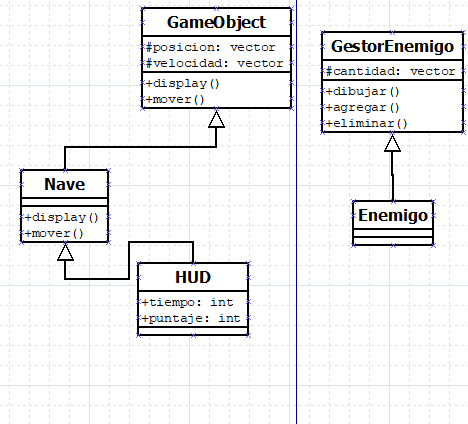 GameObject
#posicion: vector
#velocidad: vector
+display()
+mover()
GestorEnemigo
#cantidad: vector
+dibujar()
+agregar()
+eliminar()
Nave
+display()
+mover()
Enemigo
HUD
+tiempo: int
+puntaje: int